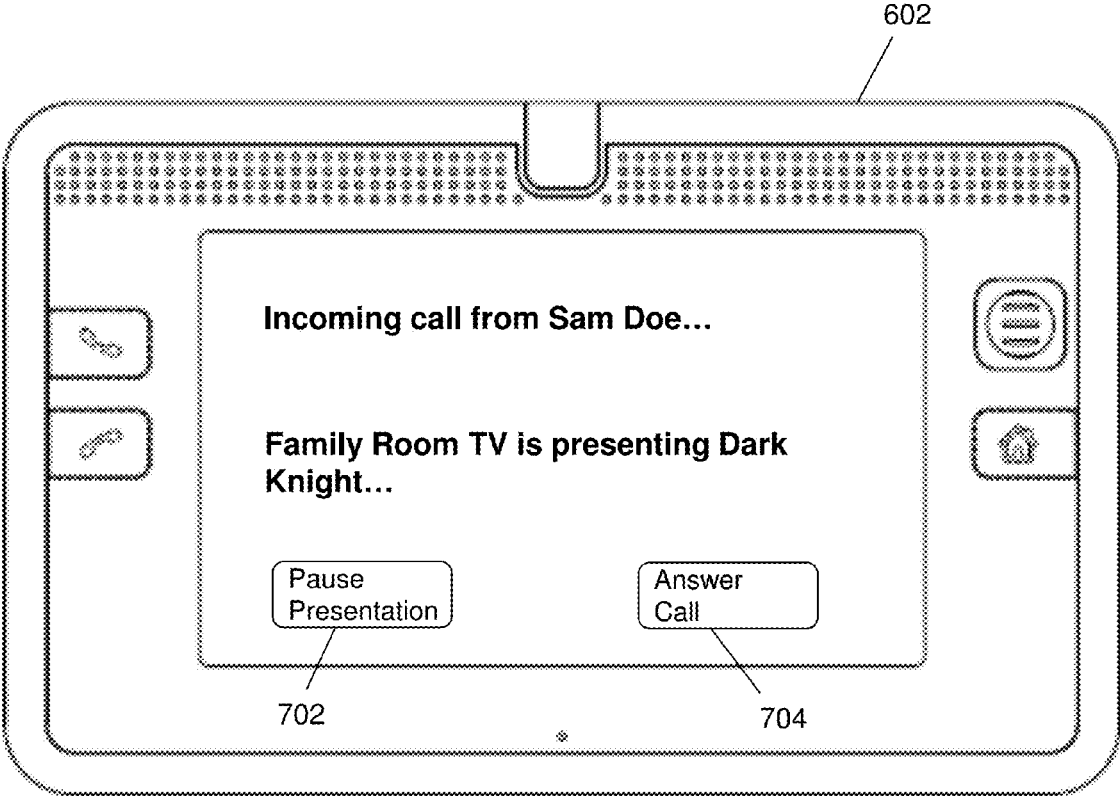 602
Incoming call from Sam Doe...
Family Room TV is presenting Dark
Knight...
Pause
Presentation
Answer
Call
702
704